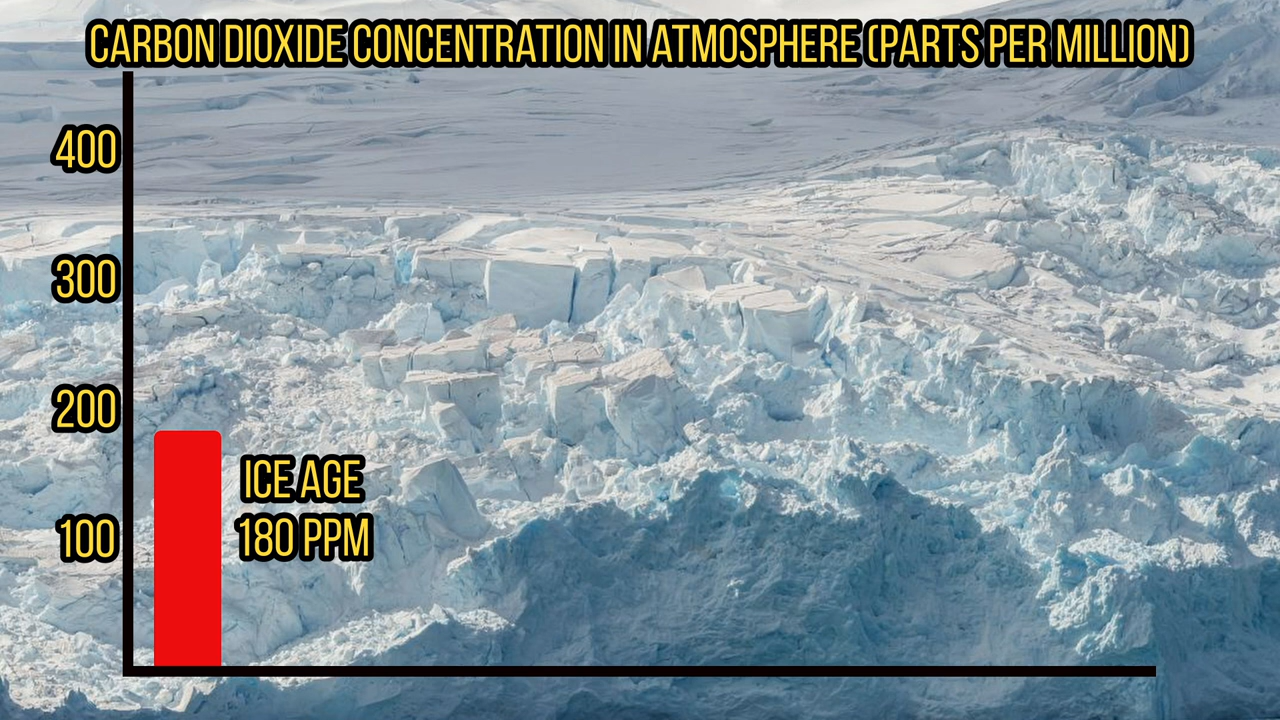 CARBON DIOXIDE CONCENTRATION IN ATMOSPHERE (PARTS PER MILLION)
400
300
200
100
ICE AGE
180 PPM